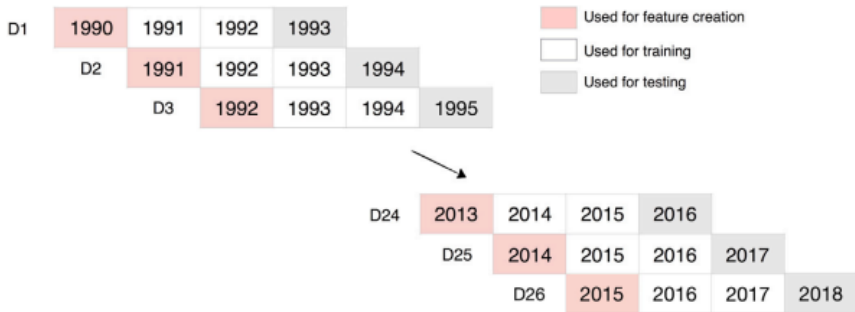 D1 1990 1991 1992 1993
D2 1991 1992 1993 1994
D3 1992 1993 1994 1995
Used for feature creation
Used for training
Used for testing
D24 2013 2014 2015 2016
D25 2014 2015 2016 2017
D26 2015 2016 2017 2018